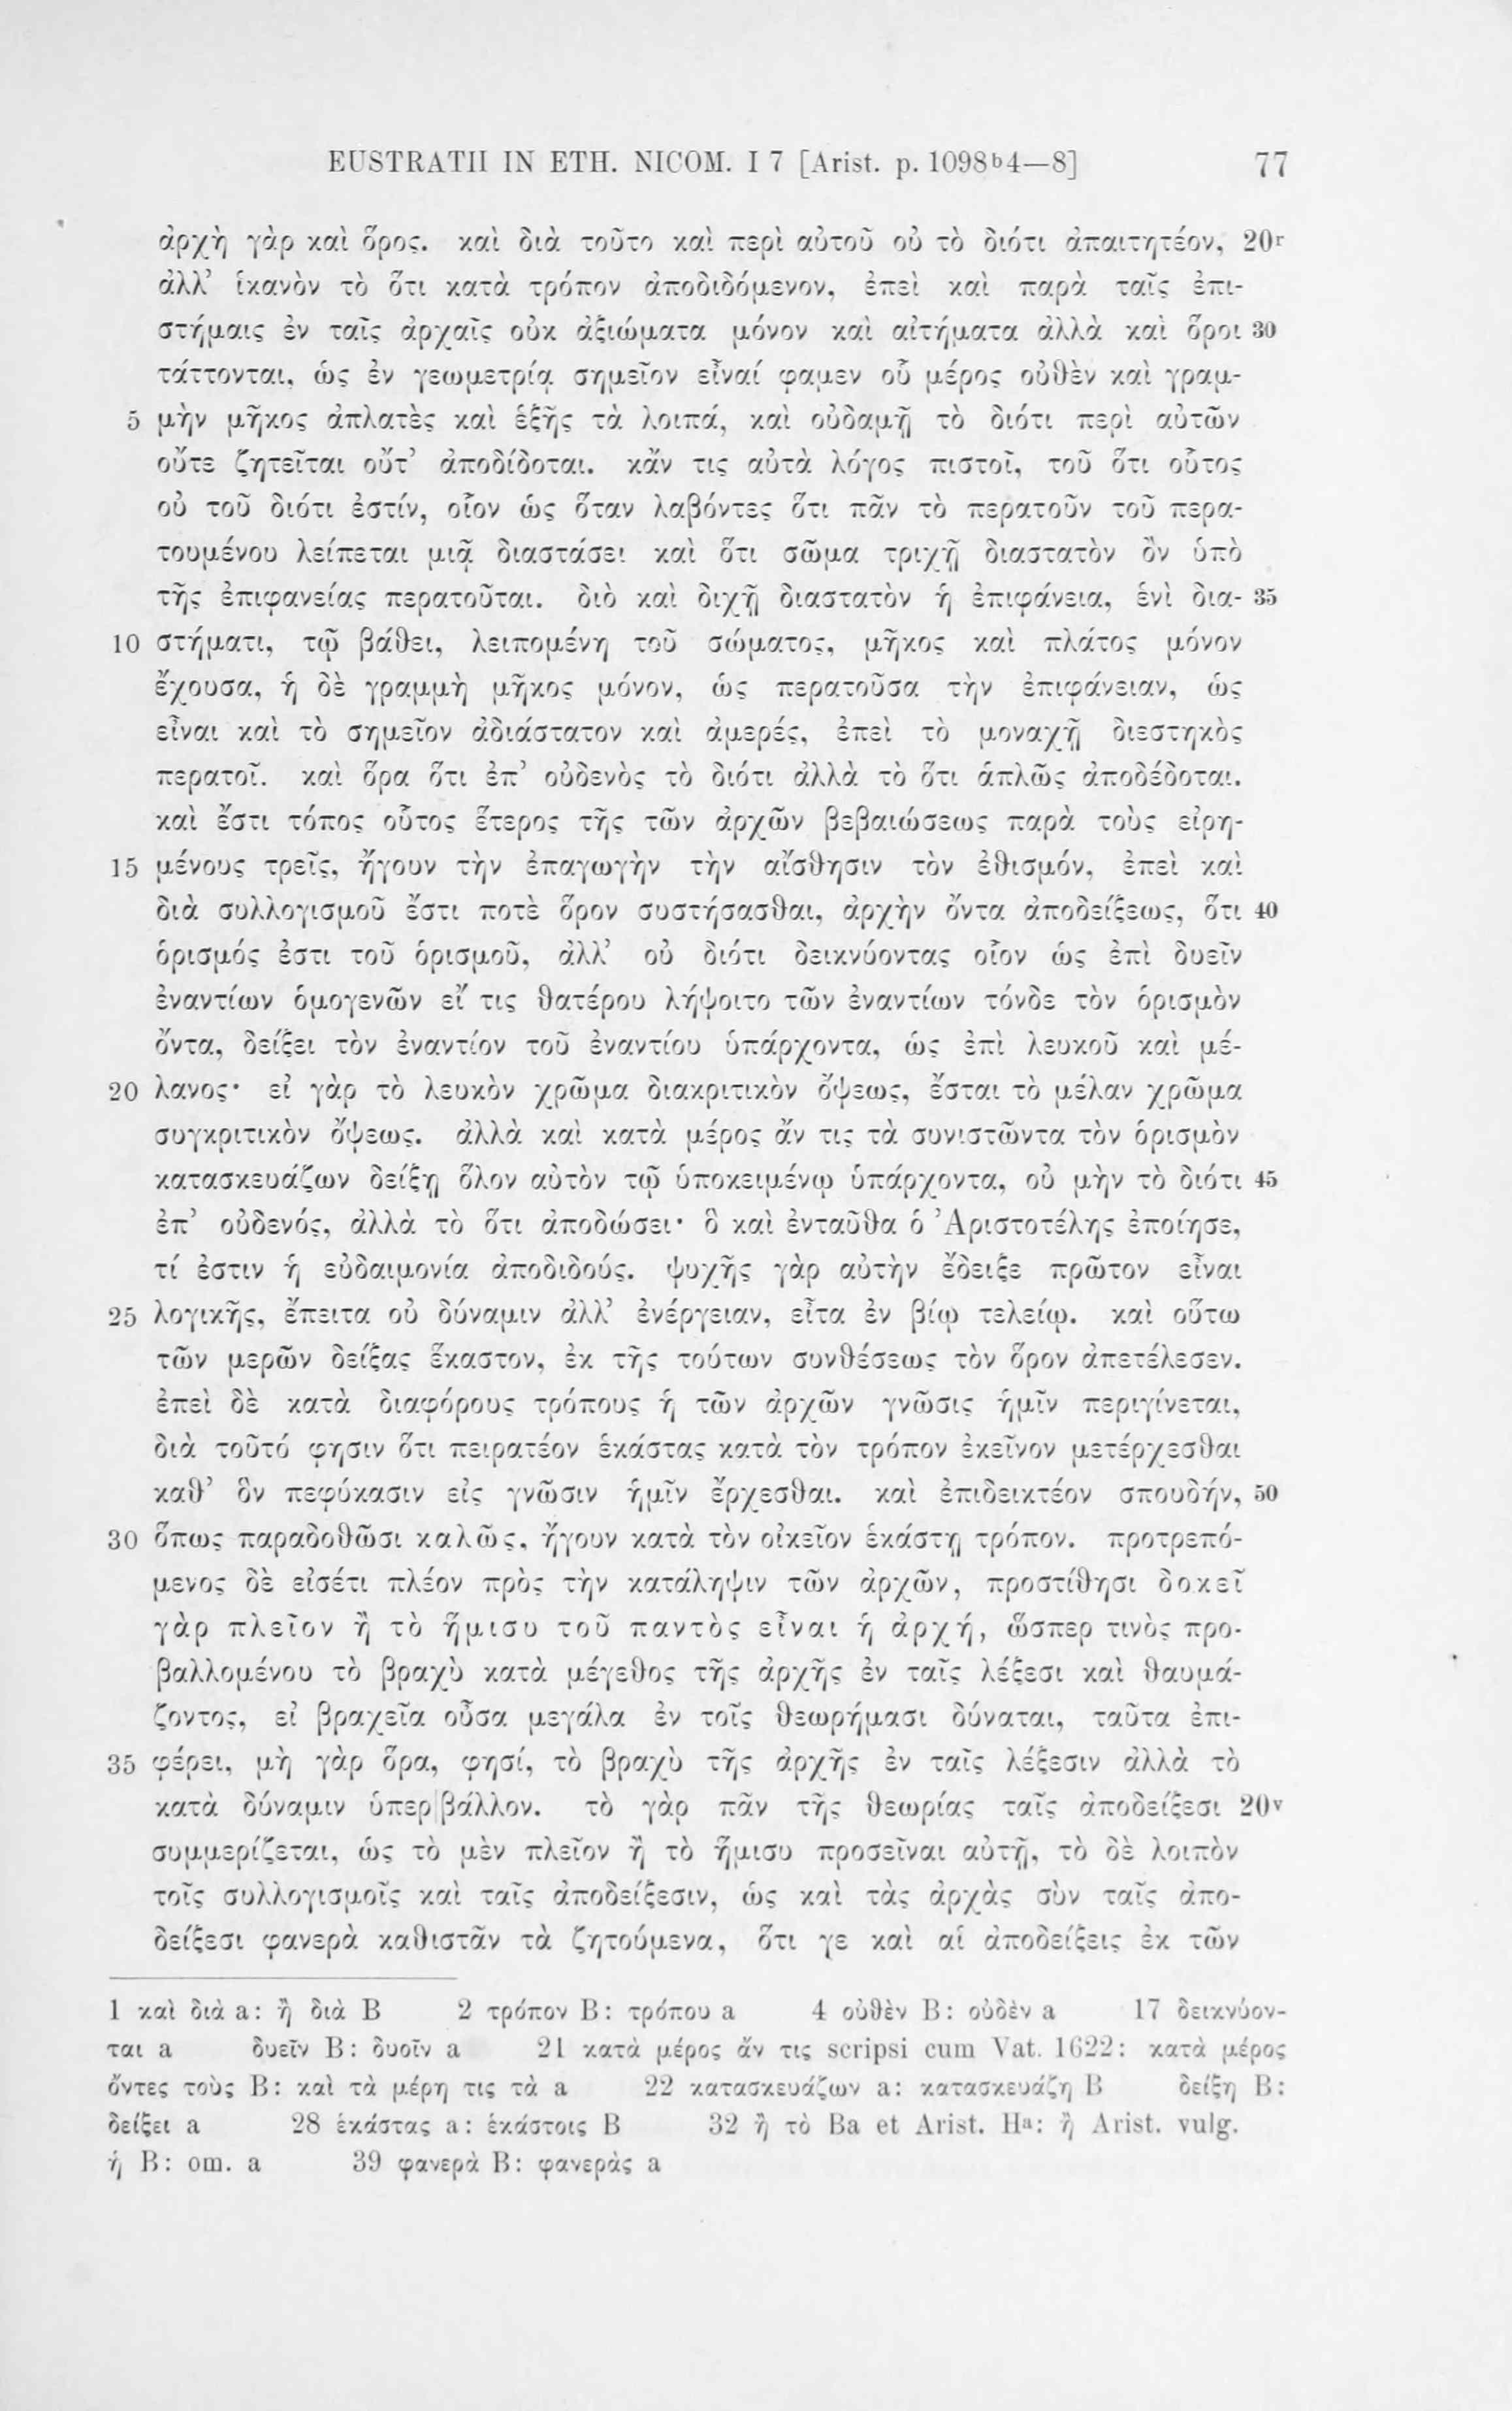 EUSTRATII IN ETH. NICOM. I 7 [Arist. p. 1098b4—8] 77
ἀρχὴ γὰρ καὶ ὅρος. καὶ διὰ τοῦτο καὶ περὶ αὐτοῦ οὐ τὸ διότι ἀπαιτητέον, 20r
ἀλλ’ ἱκανὸν τὸ ὅτι κατὰ τρόπον ἀποδιδόμενον, ἐπεὶ καὶ παρὰ ταῖς ἐπι-
στήμαις ἐν ταῖς ἀρχαῖς οὐκ ἀξιώματα μόνον καὶ αἰτήματα ἀλλὰ καὶ ὅροι 30
τάττονται, ὡς ἐν γεωμετρίᾳ σημεῖον εἶναί φαμεν οὗ μέρος οὐθὲν καὶ γραμ-
5 μὴν μῆκος ἀπλατὲς καὶ ἑξῆς τὰ λοιπά, καὶ οὐδαμῇ τὸ διότι περὶ αὐτῶν
οὔτε ζητεῖται οὔτ’ ἀποδίδοται. κἄν τις αὐτὰ λόγος πιστοῖ, τοῦ ὅτι οὗτος
οὐ τοῦ διότι ἐστίν, οἷον ὡς ὅταν λαβόντες ὅτι πᾶν τὸ περατοῦν τοῦ περα-
τουμένου λείπεται μιᾷ διαστάσει καὶ ὅτι σῶμα τριχῇ διαστατὸν ὂν ὑπὸ
τῆς ἐπιφανείας περατοῦται. διὸ καὶ διχῇ διαστατὸν ἡ ἐπιφάνεια, ἑνὶ δια- 35
10 στήματι, τῷ βάθει, λειπομένη τοῦ σώματος, μῆκος καὶ πλάτος μόνον
ἔχουσα, ἡ δὲ γραμμὴ μῆκος μόνον, ὡς περατοῦσα τὴν ἐπιφάνειαν, ὡς
εἶναι καὶ τὸ σημεῖον ἀδιάστατον καὶ ἀμερές, ἐπεὶ τὸ μοναχῇ διεστηκὸς
περατοῖ. καὶ ὅρα ὅτι ἐπ’ οὐδενὸς τὸ διότι ἀλλὰ τὸ ὅτι ἁπλῶς ἀποδέδοται.
καὶ ἔστι τόπος οὗτος ἕτερος τῆς τῶν ἀρχῶν βεβαιώσεως παρὰ τοὺς εἰρη-
15 μένους τρεῖς, ἤγουν τὴν ἐπαγωγὴν τὴν αἴσθησιν τὸν ἐθισμόν, ἐπεὶ καὶ
διὰ συλλογισμοῦ ἔστι ποτὲ ὅρον συστήσασθαι, ἀρχὴν ὄντα ἀποδείξεως, ὅτι 40
ὁρισμός ἐστι τοῦ ὁρισμοῦ, ἀλλ’ οὐ διότι δεικνύοντας οἷον ὡς ἐπὶ δυεῖν
ἐναντίων ὁμογενῶν εἴ τις θατέρου λήψοιτο τῶν ἐναντίων τόνδε τὸν ὁρισμὸν
ὄντα, δείξει τὸν ἐναντίον τοῦ ἐναντίου ὑπάρχοντα, ὡς ἐπὶ λευκοῦ καὶ μέ-
20 λανος· εἰ γὰρ τὸ λευκὸν χρῶμα διακριτικὸν ὄψεως, ἔσται τὸ μέλαν χρῶμα
συγκριτικὸν ὄψεως. ἀλλὰ καὶ κατὰ μέρος ἄν τις τὰ συνιστῶντα τὸν ὁρισμὸν
κατασκευάζων δείξῃ ὅλον αὐτὸν τῷ ὑποκειμένῳ ὑπάρχοντα, οὐ μὴν τὸ διότι 45
ἐπ’ οὐδενός, ἀλλὰ τὸ ὅτι ἀποδώσει· ὃ καὶ ἐνταῦθα ὁ Ἀριστοτέλης ἐποίησε,
τί ἐστιν ἡ εὐδαιμονία ἀποδιδούς. ψυχῆς γὰρ αὐτὴν ἔδειξε πρῶτον εἶναι
25 λογικῆς, ἔπειτα οὐ δύναμιν ἀλλ’ ἐνέργειαν, εἶτα ἐν βίῳ τελείῳ. καὶ οὕτω
τῶν μερῶν δείξας ἕκαστον, ἐκ τῆς τούτων συνθέσεως τὸν ὅρον ἀπετέλεσεν.
ἐπεὶ δὲ κατὰ διαφόρους τρόπους ἡ τῶν ἀρχῶν γνῶσις ἡμῖν περιγίνεται,
διὰ τοῦτό φησιν ὅτι πειρατέον ἑκάστας κατὰ τὸν τρόπον ἐκεῖνον μετέρχεσθαι
καθ’ ὃν πεφύκασιν εἰς γνῶσιν ἡμῖν ἔρχεσθαι. καὶ ἐπιδεικτέον σπουδήν, 50
30 ὅπως παραδοθῶσι καλῶς, ἤγουν κατὰ τὸν οἰκεῖον ἑκάστῃ τρόπον. προτρεπό-
μενος δὲ εἰσέτι πλέον πρὸς τὴν κατάληψιν τῶν ἀρχῶν, προστίθησι δοκεῖ
γὰρ πλεῖον ἢ τὸ ἥμισυ τοῦ παντὸς εἶναι ἡ ἀρχή, ὥσπερ τινὸς προ-
βαλλομένου τὸ βραχὺ κατὰ μέγεθος τῆς ἀρχῆς ἐν ταῖς λέξεσι καὶ θαυμά-
ζοντος, εἰ βραχεῖα οὖσα μεγάλα ἐν τοῖς θεωρήμασι δύναται, ταῦτα ἐπι-
35 φέρει, μὴ γὰρ ὅρα, φησί, τὸ βραχὺ τῆς ἀρχῆς ἐν ταῖς λέξεσιν ἀλλὰ τὸ
κατὰ δύναμιν ὑπερ|βάλλον. τὸ γὰρ πᾶν τῆς θεωρίας ταῖς ἀποδείξεσι 20v
συμμερίζεται, ὡς τὸ μὲν πλεῖον ἢ τὸ ἥμισυ προσεῖναι αὐτῇ, τὸ δὲ λοιπὸν
τοῖς συλλογισμοῖς καὶ ταῖς ἀποδείξεσιν, ὡς καὶ τὰς ἀρχὰς σὺν ταῖς ἀπο-
δείξεσι φανερὰ καθιστᾶν τὰ ζητούμενα, ὅτι γε καὶ αἱ ἀποδείξεις ἐκ τῶν
1 καὶ διὰ a: ἢ διὰ B 2 τρόπον B: τρόπου a 4 οὐθὲν B: οὐδὲν a 17 δεικνύον-
ται a δυεῖν B: δυοῖν a 21 κατὰ μέρος ἄν τις scripsi cum Vat. 1622: κατὰ μέρος
ὄντες τοὺς B: καὶ τὰ μέρη τις τὰ a 22 κατασκευάζων a: κατασκευάζῃ B δείξῃ B:
δείξει a 28 ἑκάστας a: ἑκάστοις B 32 ἢ τὸ Ba et Arist. Ha: ἢ Arist. vulg.
ἡ B: om. a 39 φανερὰ B: φανερὰς a